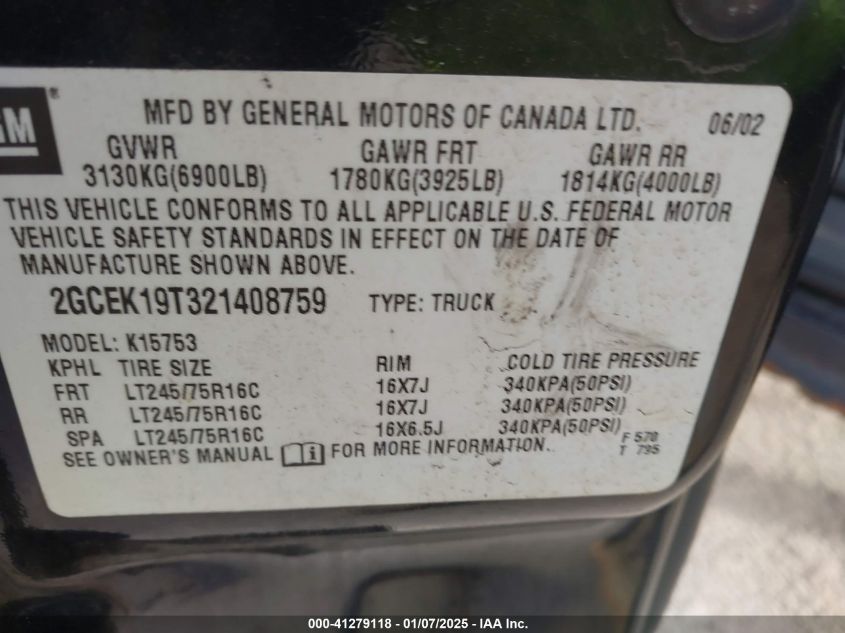 GM ®
MFD BY GENERAL MOTORS OF CANADA LTD. 06/02
GVWR GAWR FRT GAWR RR
3130KG(6900LB) 1780KG(3925LB) 1814KG(4000LB)
THIS VEHICLE CONFORMS TO ALL APPLICABLE U.S. FEDERAL MOTOR
VEHICLE SAFETY STANDARDS IN EFFECT ON THE DATE OF
MANUFACTURE SHOWN ABOVE.
2GCEK19T321408759 TYPE: TRUCK
MODEL: K15753
KPHL TIRE SIZE RIM COLD TIRE PRESSURE
FRT LT245/75R16C 16X7J 340KPA(50PSI)
RR LT245/75R16C 16X7J 340KPA(50PSI)
SPA LT245/75R16C 16X6.5J 340KPA(50PSI)
SEE OWNER'S MANUAL i FOR MORE INFORMATION. F 570
T 795
000-41279118 - 01/07/2025 - IAA Inc.